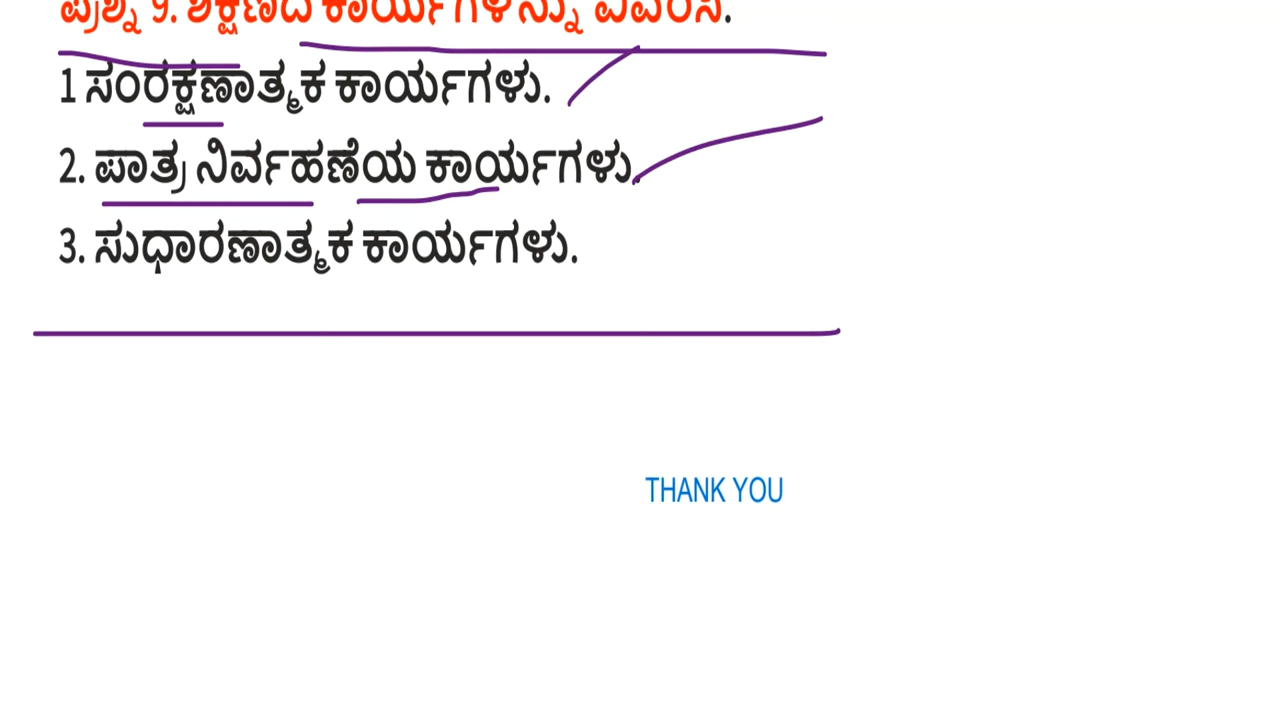 ಪ್ರಶ್ನೆ 9. ಶಿಕ್ಷಣದ ಕಾರ್ಯಗಳನ್ನು ವಿವರಿಸಿ.
1 ಸಂರಕ್ಷಣಾತ್ಮಕ ಕಾರ್ಯಗಳು.
2. ಪಾತ್ರ ನಿರ್ವಹಣೆಯ ಕಾರ್ಯಗಳು.
3. ಸುಧಾರಣಾತ್ಮಕ ಕಾರ್ಯಗಳು.
THANK YOU